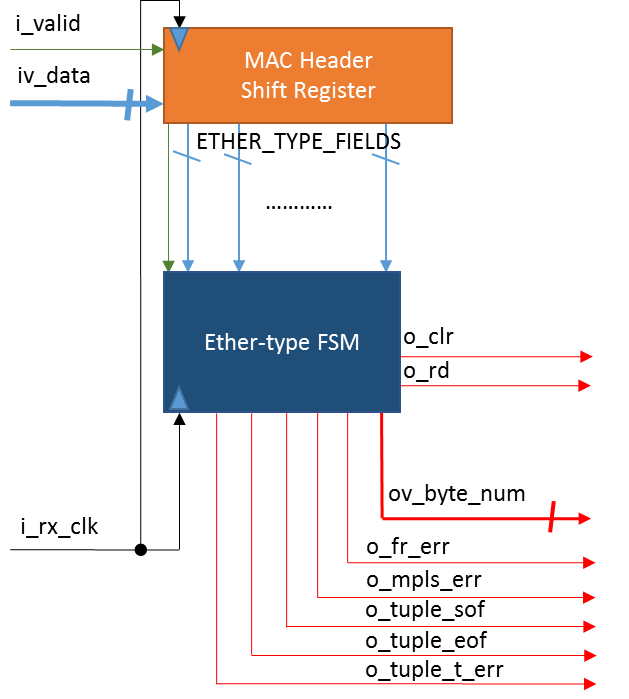 i_valid
iv_data
MAC Header
Shift Register
ETHER_TYPE_FIELDS
…………
Ether-type FSM
o_clr
o_rd
ov_byte_num
i_rx_clk
o_fr_err
o_mpls_err
o_tuple_sof
o_tuple_eof
o_tuple_t_err